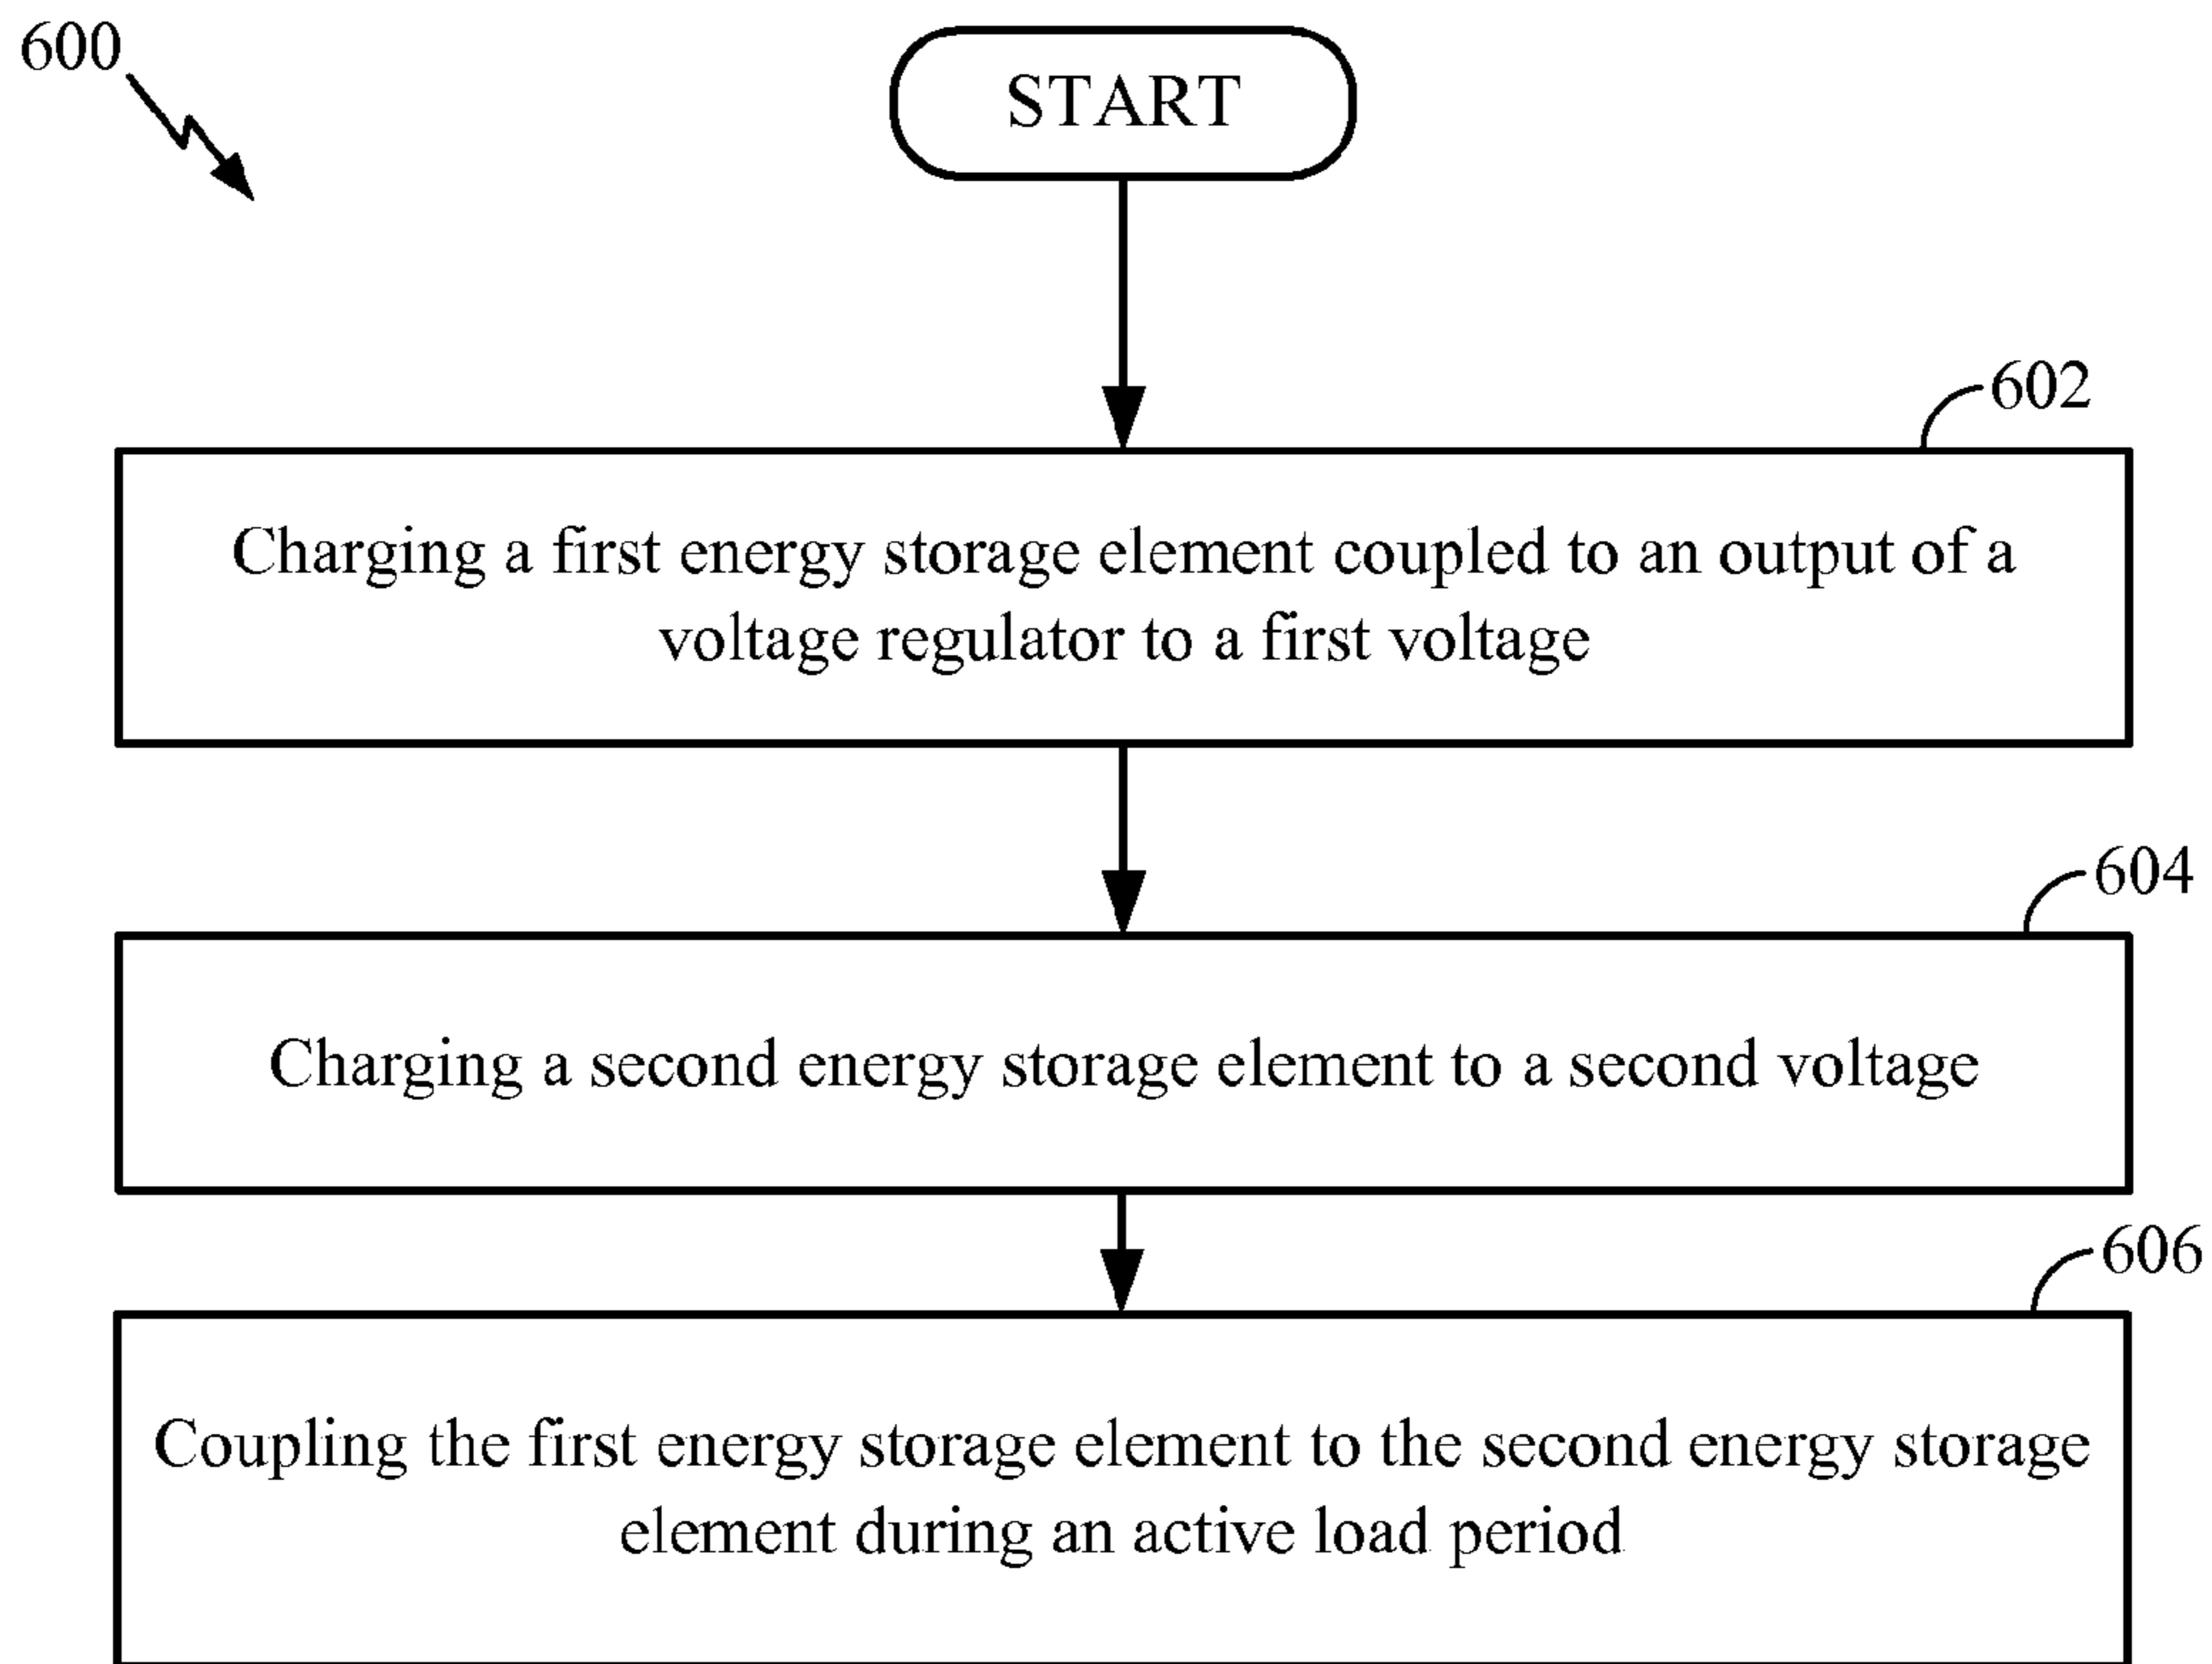 600
START
602
Charging a first energy storage element coupled to an output of a
voltage regulator to a first voltage
604
Charging a second energy storage element to a second voltage
606
Coupling the first energy storage element to the second energy storage
element during an active load period